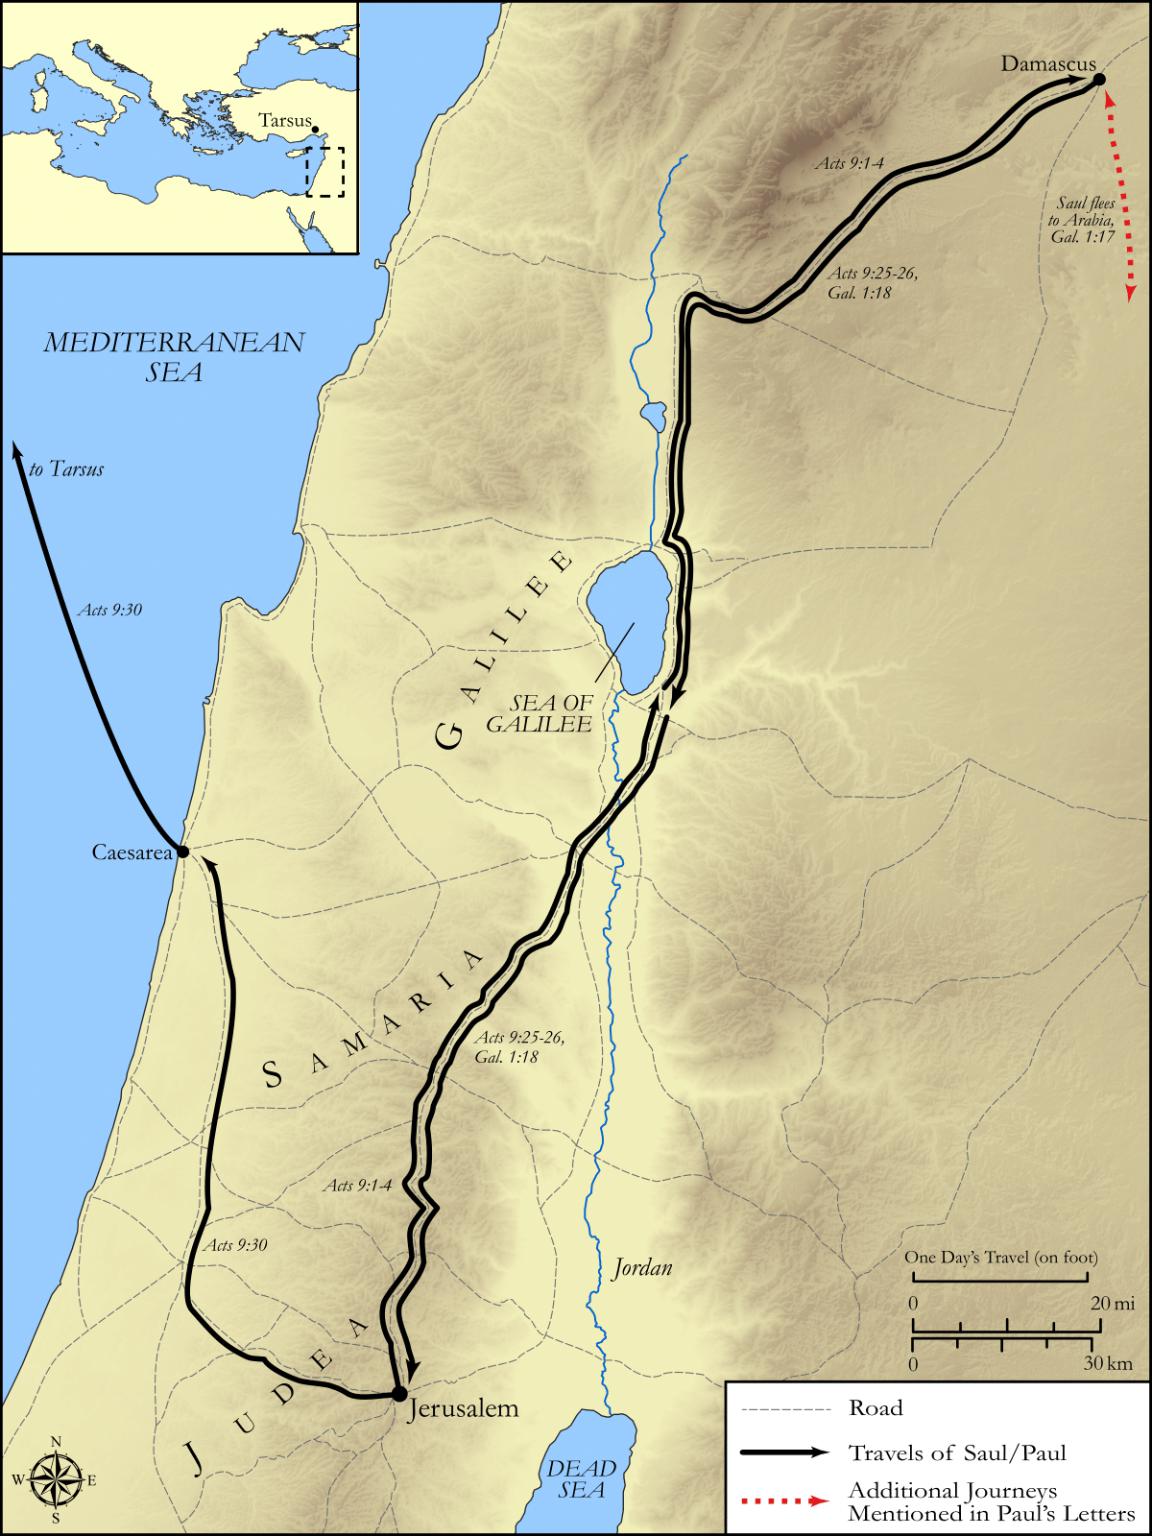 Tarsus
Damascus
Acts 9:1-4
Saul flees
to Arabia,
Gal. 1:17
Acts 9:25-26,
Gal. 1:18
MEDITERRANEAN
SEA
to Tarsus
Acts 9:30
GALILEE
SEA OF
GALILEE
Caesarea
SAMARIA
Acts 9:25-26,
Gal. 1:18
Acts 9:1-4
Acts 9:30
Jordan
JUDEA
Jerusalem
DEAD
SEA
One Day's Travel (on foot)
0 20 mi
0 30 km
N
W E
S
Road
Travels of Saul/Paul
Additional Journeys
Mentioned in Paul's Letters